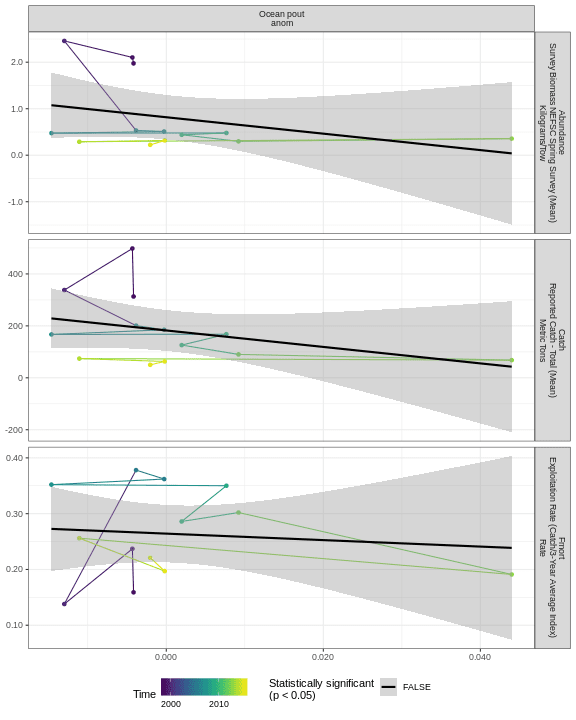 Ocean pout
anom
2.0
1.0
0.0
-1.0
Abundance
Survey Biomass NEFSC Spring Survey (Mean)
Kilograms/Tow
400
200
0
-200
Catch
Reported Catch - Total (Mean)
Metric Tons
0.40
0.30
0.20
0.10
Fmort
Exploitation Rate (Catch/3-Year Average Index)
Rate
0.000 0.020 0.040
Time
2000 2010
Statistically significant
(p < 0.05)
FALSE